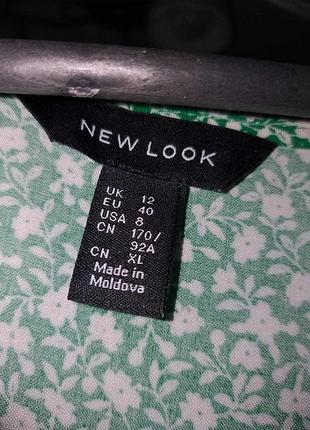 NEW LOOK
UK 12
EU 40
USA 8
CN 170/
92A
CN XL
Made in
Moldova